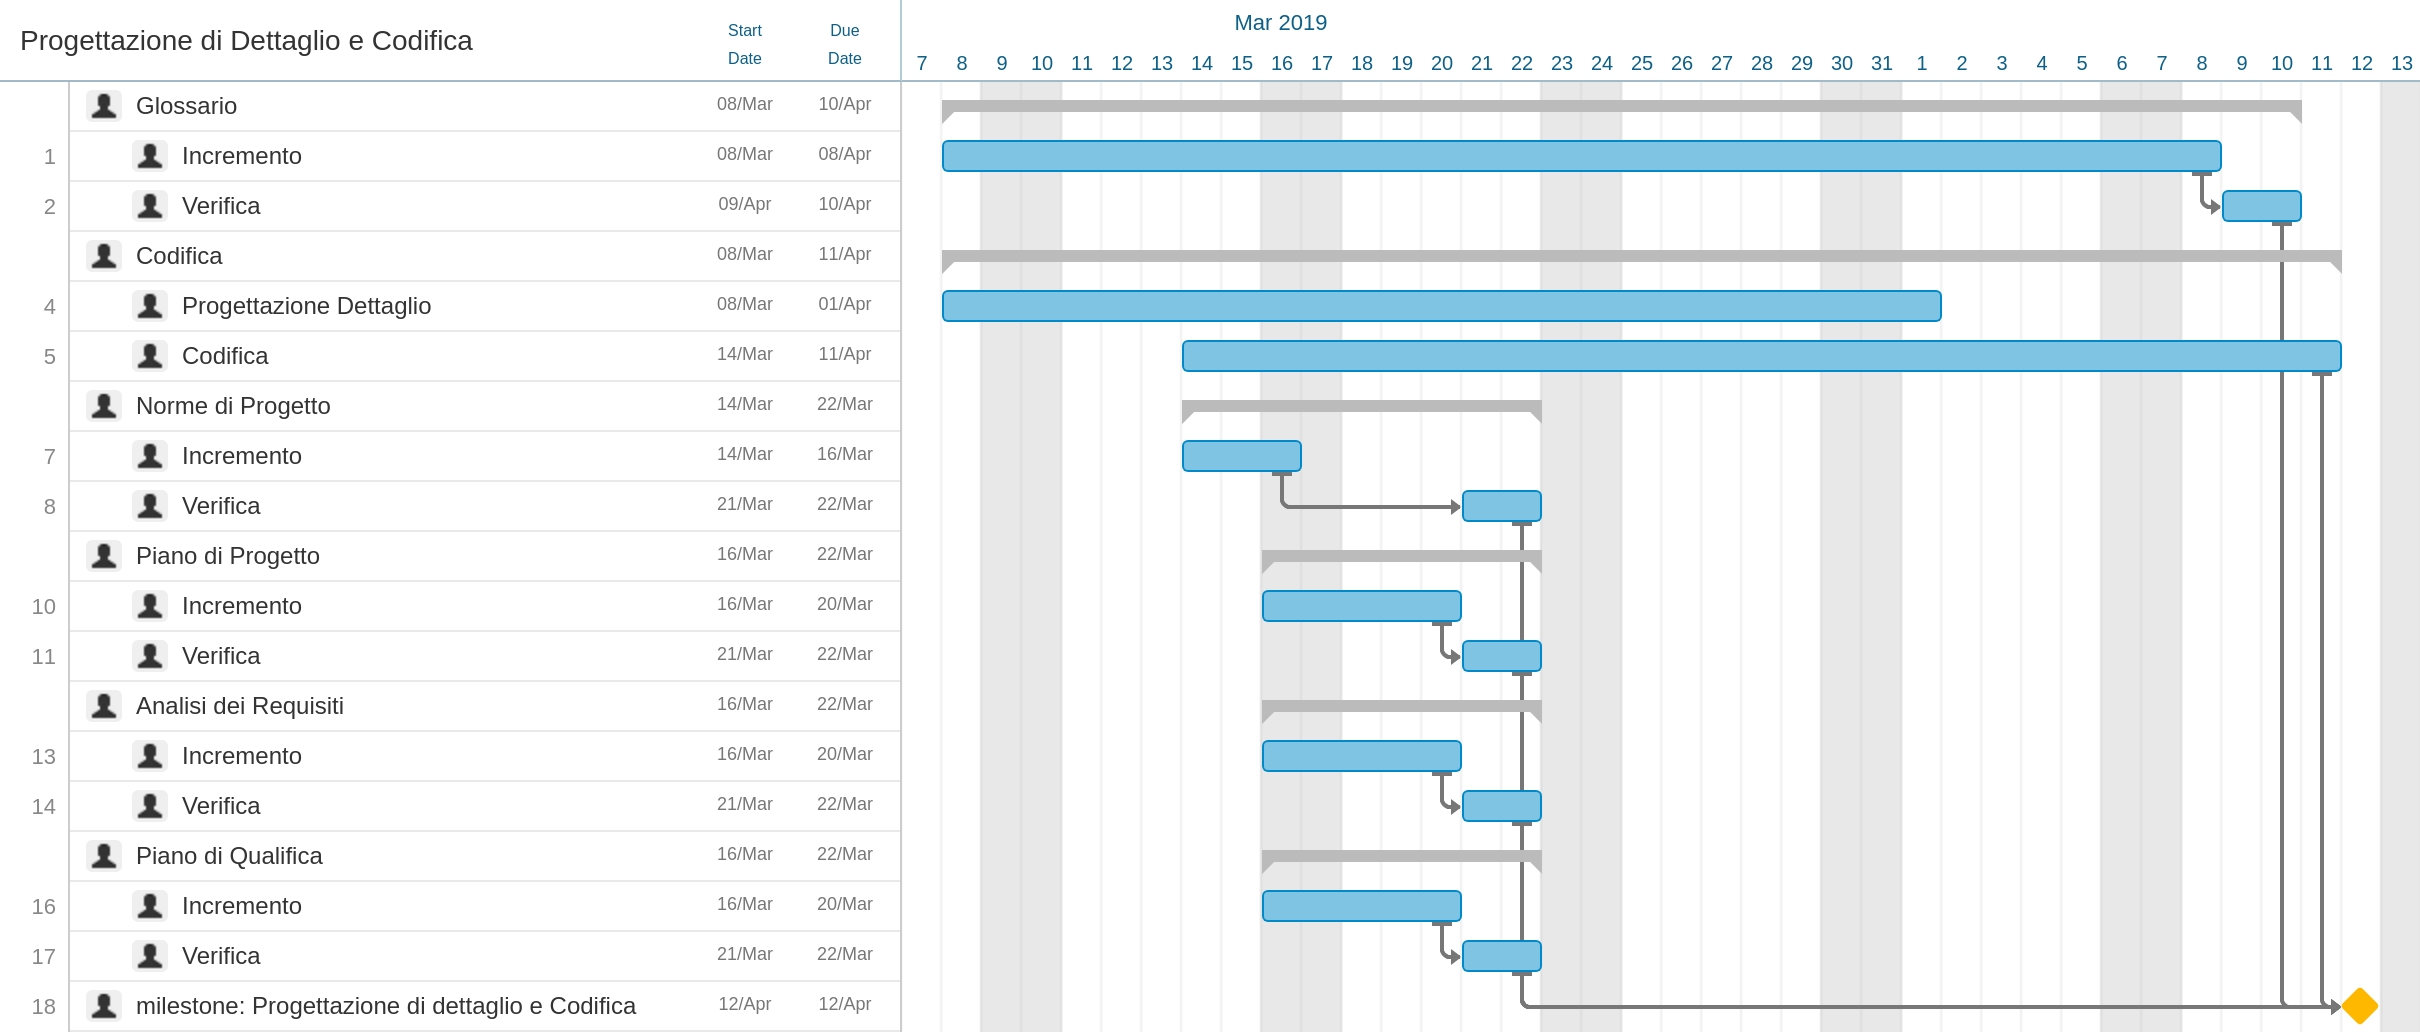 Progettazione di Dettaglio e Codifica
Start Date
Due Date
Mar 2019
7 8 9 10 11 12 13 14 15 16 17 18 19 20 21 22 23 24 25 26 27 28 29 30 31 1 2 3 4 5 6 7 8 9 10 11 12 13
Glossario 08/Mar 10/Apr
1 Incremento 08/Mar 08/Apr
2 Verifica 09/Apr 10/Apr
Codifica 08/Mar 11/Apr
4 Progettazione Dettaglio 08/Mar 01/Apr
5 Codifica 14/Mar 11/Apr
Norme di Progetto 14/Mar 22/Mar
7 Incremento 14/Mar 16/Mar
8 Verifica 21/Mar 22/Mar
Piano di Progetto 16/Mar 22/Mar
10 Incremento 16/Mar 20/Mar
11 Verifica 21/Mar 22/Mar
Analisi dei Requisiti 16/Mar 22/Mar
13 Incremento 16/Mar 20/Mar
14 Verifica 21/Mar 22/Mar
Piano di Qualifica 16/Mar 22/Mar
16 Incremento 16/Mar 20/Mar
17 Verifica 21/Mar 22/Mar
18 milestone: Progettazione di dettaglio e Codifica 12/Apr 12/Apr